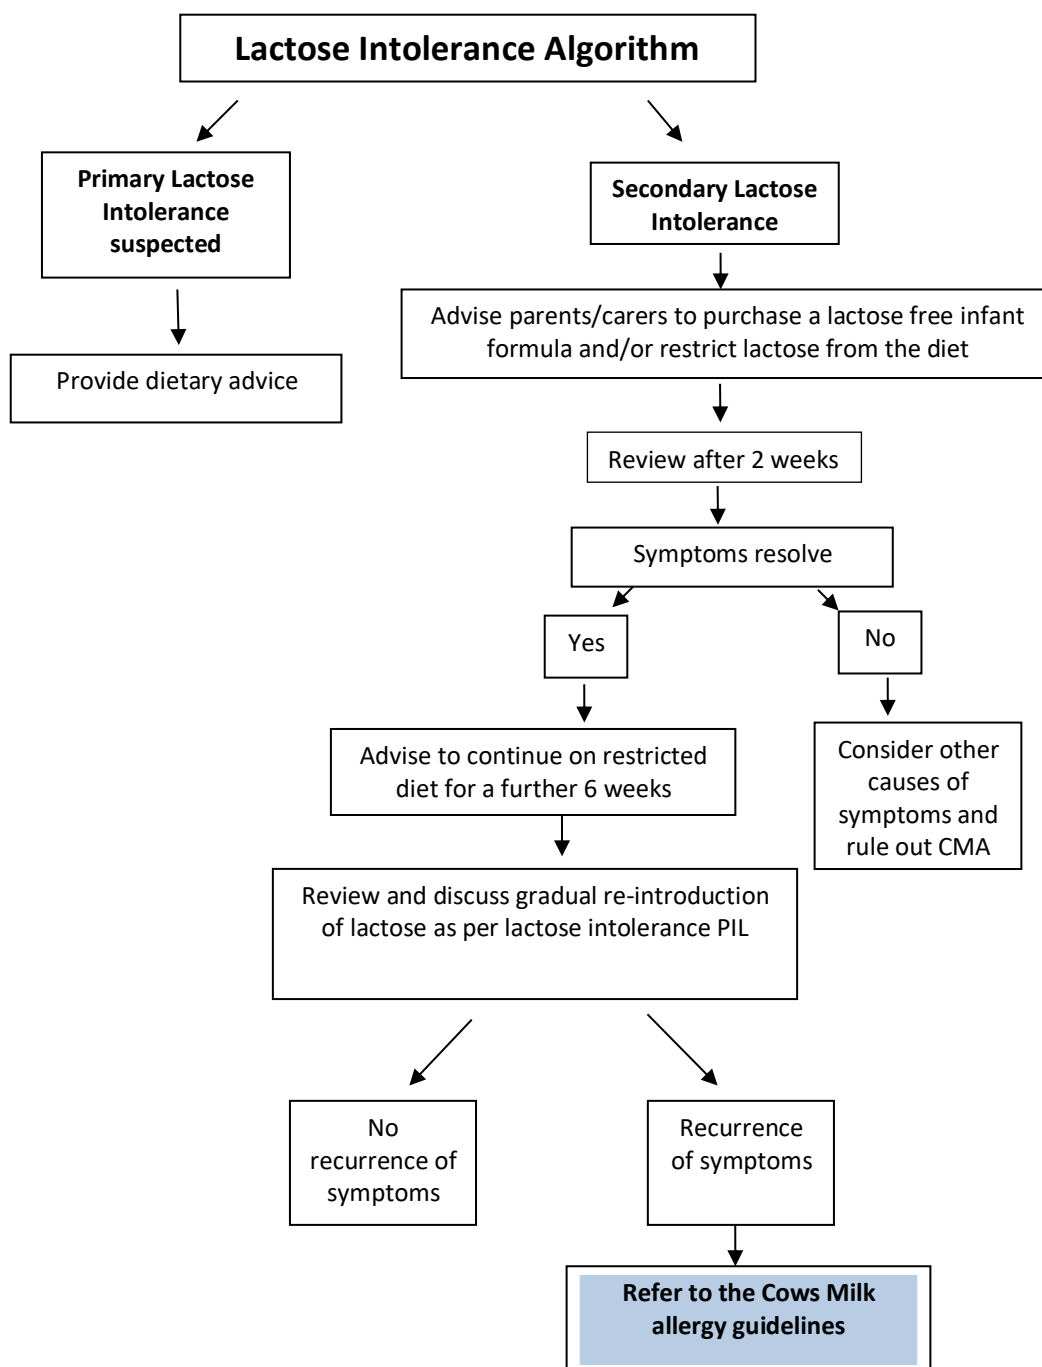 Lactose Intolerance Algorithm
Primary Lactose
Intolerance
suspected
Secondary Lactose
Intolerance
Provide dietary advice
Advise parents/carers to purchase a lactose free infant
formula and/or restrict lactose from the diet
Review after 2 weeks
Symptoms resolve
Yes
No
Advise to continue on restricted
diet for a further 6 weeks
Consider other
causes of
symptoms and
rule out CMA
Review and discuss gradual re-introduction
of lactose as per lactose intolerance PIL
No
recurrence of
symptoms
Recurrence
of symptoms
Refer to the Cows Milk
allergy guidelines